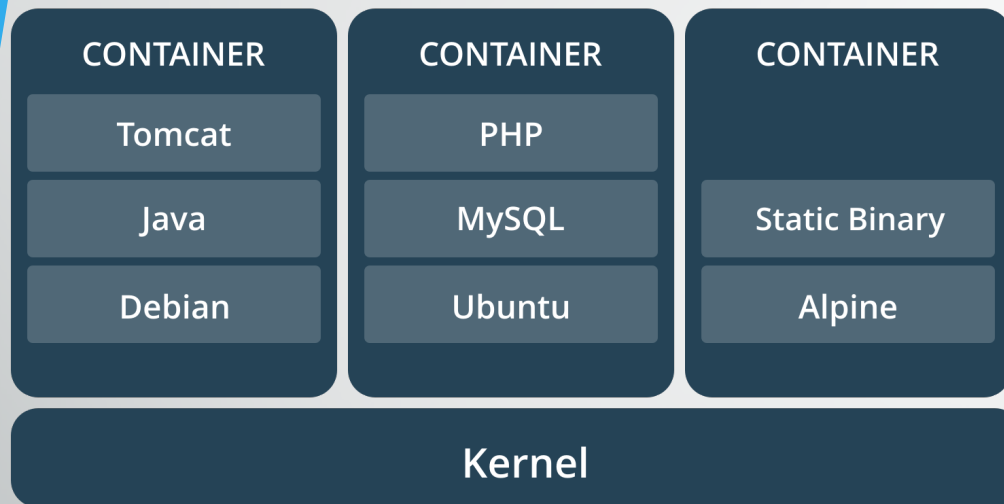 CONTAINER
Tomcat
Java
Debian
CONTAINER
PHP
MySQL
Ubuntu
CONTAINER
Static Binary
Alpine
Kernel